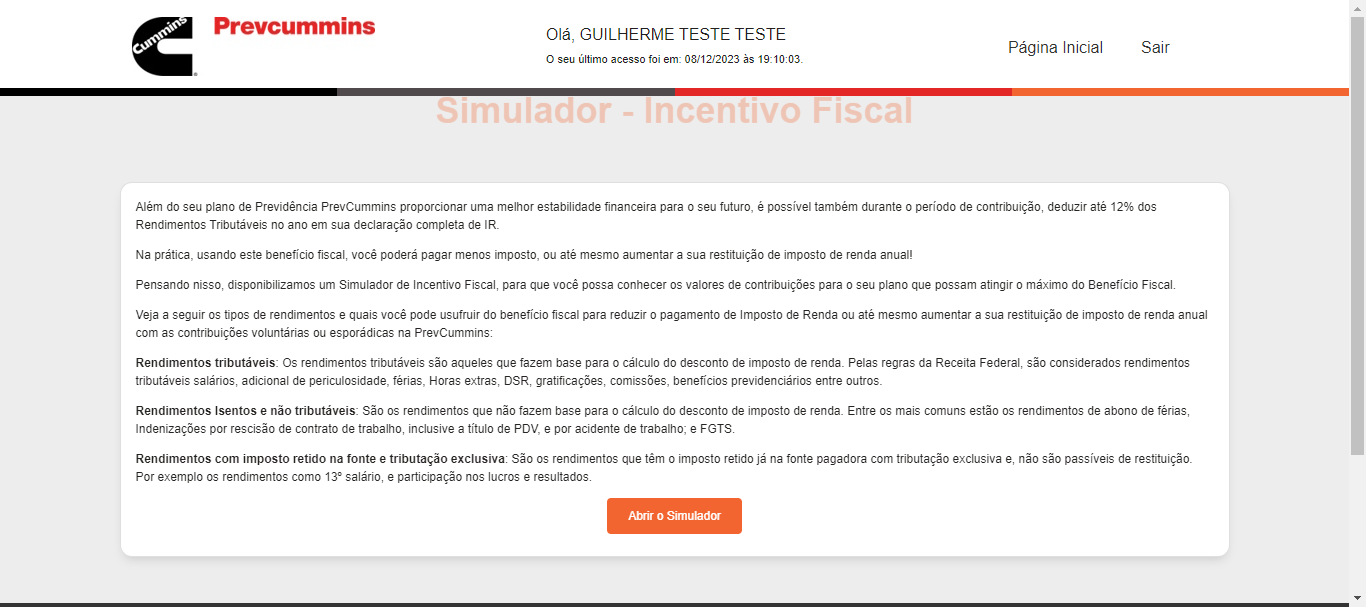 Cummins
Prevcummins
Olá, GUILHERME TESTE TESTE
O seu último acesso foi em: 08/12/2023 às 19:10:03.
Página Inicial
Sair
Simulador - Incentivo Fiscal
Além do seu plano de Previdência PrevCummins proporcionar uma melhor estabilidade financeira para o seu futuro, é possível também durante o período de contribuição, deduzir até 12% dos
Rendimentos Tributáveis no ano em sua declaração completa de IR.
Na prática, usando este benefício fiscal, você poderá pagar menos imposto, ou até mesmo aumentar a sua restituição de imposto de renda anual!
Pensando nisso, disponibilizamos um Simulador de Incentivo Fiscal, para que você possa conhecer os valores de contribuições para o seu plano que possam atingir o máximo do Benefício Fiscal.
Veja a seguir os tipos de rendimentos e quais você pode usufruir do benefício fiscal para reduzir o pagamento de Imposto de Renda ou até mesmo aumentar a sua restituição de imposto de renda anual
com as contribuições voluntárias ou esporádicas na PrevCummins:
Rendimentos tributáveis: Os rendimentos tributáveis são aqueles que fazem base para o cálculo do desconto de imposto de renda. Pelas regras da Receita Federal, são considerados rendimentos
tributáveis salários, adicional de periculosidade, férias, Horas extras, DSR, gratificações, comissões, benefícios previdenciários entre outros.
Rendimentos Isentos e não tributáveis: São os rendimentos que não fazem base para o cálculo do desconto de imposto de renda. Entre os mais comuns estão os rendimentos de abono de férias,
Indenizações por rescisão de contrato de trabalho, inclusive a título de PDV, e por acidente de trabalho; e FGTS.
Rendimentos com imposto retido na fonte e tributação exclusiva: São os rendimentos que têm o imposto retido já na fonte pagadora com tributação exclusiva e, não são passíveis de restituição.
Por exemplo os rendimentos como 13º salário, e participação nos lucros e resultados.
Abrir o Simulador